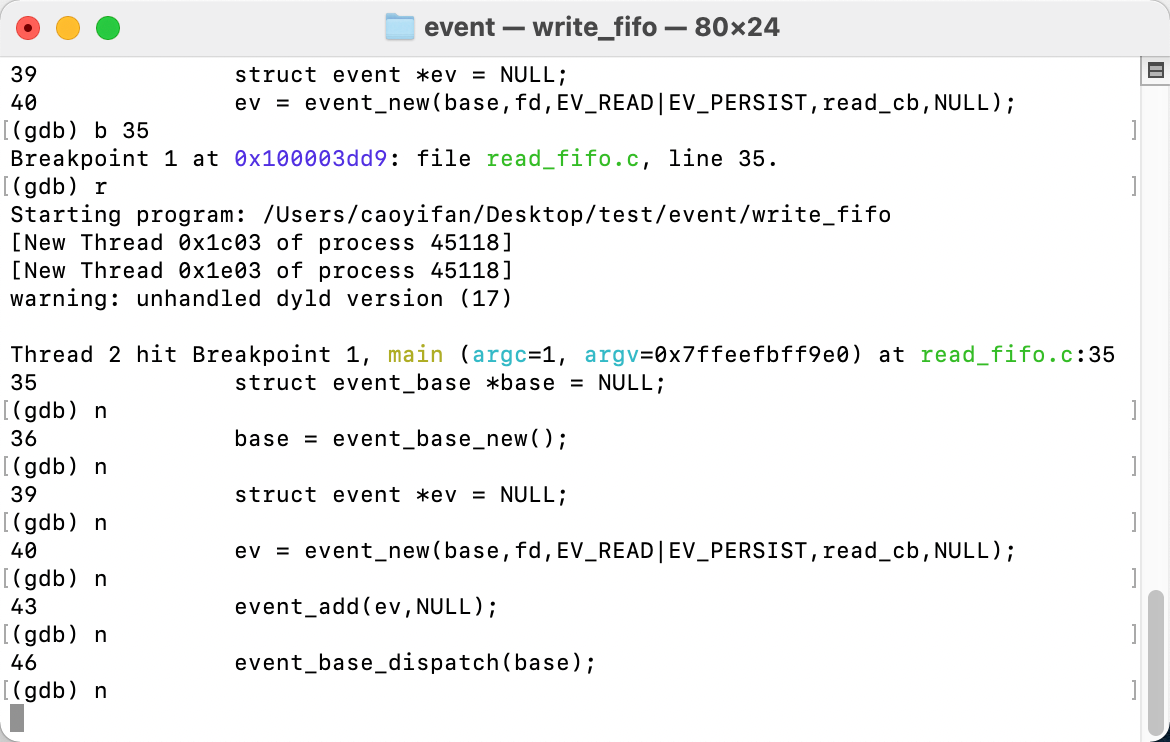 event — write_fifo — 80×24
39              struct event *ev = NULL;
40              ev = event_new(base,fd,EV_READ|EV_PERSIST,read_cb,NULL);
[(gdb) b 35                                                                     ]
Breakpoint 1 at 0x100003dd9: file read_fifo.c, line 35.
[(gdb) r                                                                        ]
Starting program: /Users/caoyifan/Desktop/test/event/write_fifo
[New Thread 0x1c03 of process 45118]
[New Thread 0x1e03 of process 45118]
warning: unhandled dyld version (17)

Thread 2 hit Breakpoint 1, main (argc=1, argv=0x7ffeefbff9e0) at read_fifo.c:35
35              struct event_base *base = NULL;
[(gdb) n                                                                        ]
36              base = event_base_new();
[(gdb) n                                                                        ]
39              struct event *ev = NULL;
[(gdb) n                                                                        ]
40              ev = event_new(base,fd,EV_READ|EV_PERSIST,read_cb,NULL);
[(gdb) n                                                                        ]
43              event_add(ev,NULL);
[(gdb) n                                                                        ]
46              event_base_dispatch(base);
[(gdb) n                                                                        ]